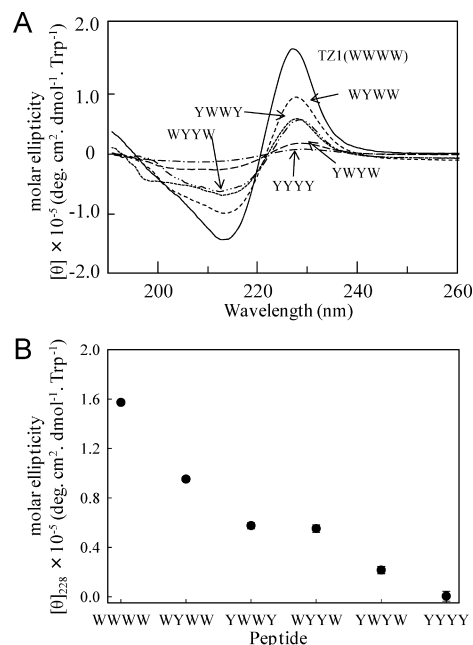 A
2.0
1.0
0
-1.0
-2.0
molar ellipticity
[θ] × 10⁻⁵ (deg. cm². dmol⁻¹. Trp⁻¹)
TZ1(WWWW)
WYWW
YWWY
WYYW
YYYY
YWYW
200 220 240 260
Wavelength (nm)
B
2.0
1.6
1.2
0.8
0.4
0.0
molar ellipticity
[θ]₂₂₈ × 10⁻⁵ (deg. cm². dmol⁻¹. Trp⁻¹)
WWWW WYWW YWWY WYYW YWYW YYYY
Peptide